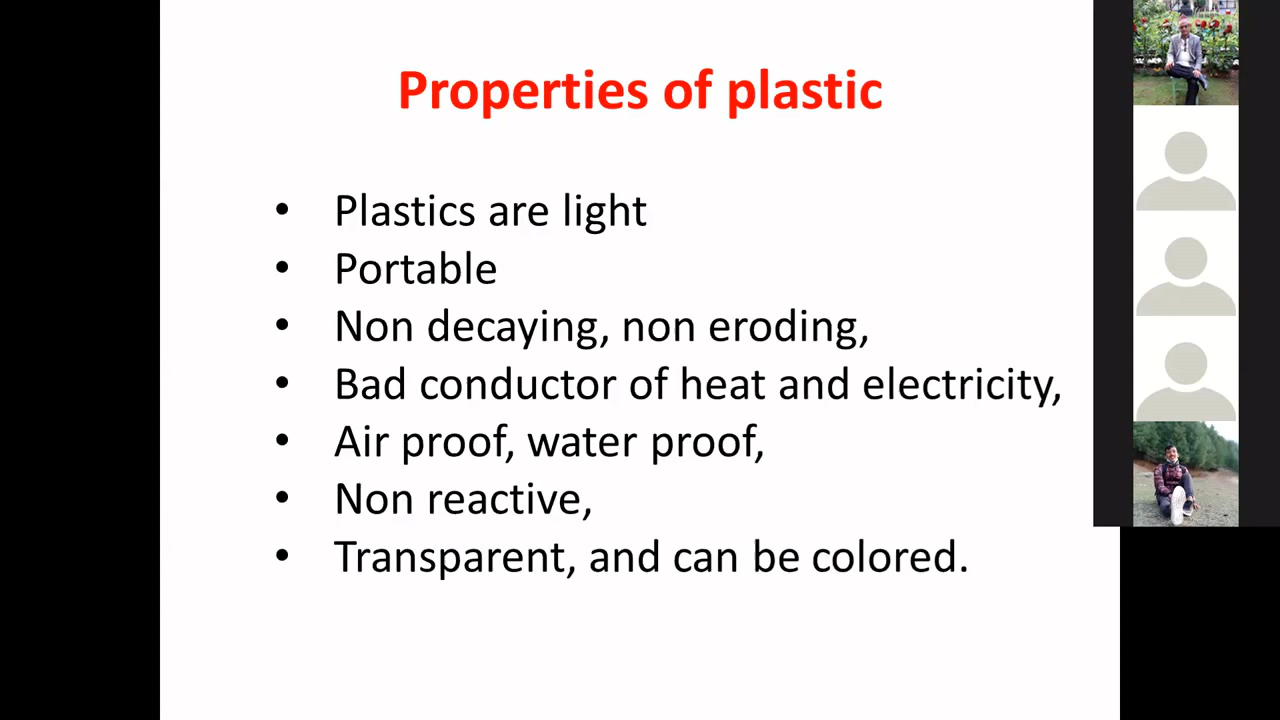 Properties of plastic
• Plastics are light
• Portable
• Non decaying, non eroding,
• Bad conductor of heat and electricity,
• Air proof, water proof,
• Non reactive,
• Transparent, and can be colored.